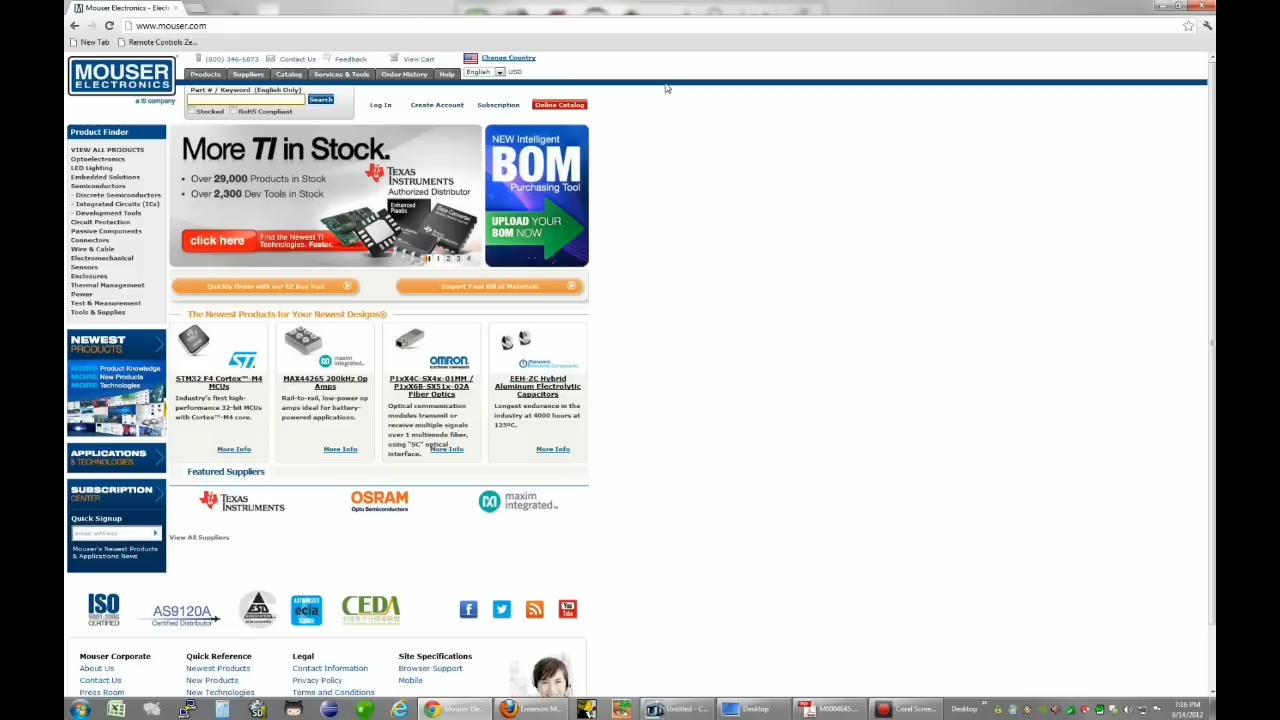 Mouser Electronics - Electr
www.mouser.com
New Tab
Remote Controls Ze...
MOUSER
ELECTRONICS
a tti company
(800) 346-6873
Contact Us
Feedback
View Cart
Change Country
Products
Suppliers
Catalog
Services & Tools
Order History
Help
English
USD
Part # / Keyword (English Only)
Search
Stocked
RoHS Compliant
Log In
Create Account
Subscription
Online Catalog
Product Finder
VIEW ALL PRODUCTS
Optoelectronics
LED Lighting
Embedded Solutions
Semiconductors
- Discrete Semiconductors
- Integrated Circuits (ICs)
- Development Tools
Circuit Protection
Passive Components
Connectors
Wire & Cable
Electromechanical
Sensors
Enclosures
Thermal Management
Power
Test & Measurement
Tools & Supplies
More TI in Stock.
• Over 29,000 Products in Stock
• Over 2,300 Dev Tools in Stock
TEXAS
INSTRUMENTS
Authorized Distributor
Enhanced
Plastic
Data Converter
click here
Find the Newest TI
Technologies. Faster.
1 2 3 4
NEW Intelligent
BOM
Purchasing Tool
UPLOAD YOUR
BOM NOW
Quickly Order with our EZ Buy Tool
Import Your Bill of Materials
The Newest Products for Your Newest Designs®
NEWEST
PRODUCTS
MORE Product Knowledge
MORE New Products
MORE Technologies
ST
STM32 F4 Cortex™-M4
MCUs
Industry's first high-
performance 32-bit MCUs
with Cortex™-M4 core.
More Info
maxim
integrated
MAX44265 200kHz Op
Amps
Rail-to-rail, low-power op
amps ideal for battery-
powered applications.
More Info
OMRON
P1xX4C-SX4x-01MM /
P1xX6B-SX51x-02A
Fiber Optics
Optical communication
modules transmit or
receive multiple signals
over 1 multimode fiber,
using "SC" optical
interface.
More Info
Panasonic
EEH-ZC Hybrid
Aluminum Electrolytic
Capacitors
Longest endurance in the
industry at 4000 hours at
125ºC.
More Info
APPLICATIONS
& TECHNOLOGIES
Featured Suppliers
TEXAS
INSTRUMENTS
OSRAM
Opto Semiconductors
maxim
integrated™
View All Suppliers
SUBSCRIPTION
CENTER
Quick Signup
email address
Mouser's Newest Products
& Applications News
ISO
9001:2008
CERTIFIED
AS9120A
Certified Distributor
ESD
AUTHORIZED
ecia
CEDA
You
Tube
Mouser Corporate
About Us
Contact Us
Press Room
Quick Reference
Newest Products
New Products
New Technologies
Legal
Contact Information
Privacy Policy
Terms and Conditions
Site Specifications
Browser Support
Mobile
Mouser Ele...
Emerson M...
Untitled - C...
Desktop
M0004645...
Corel Scree...
Desktop
7:16 PM
9/14/2012